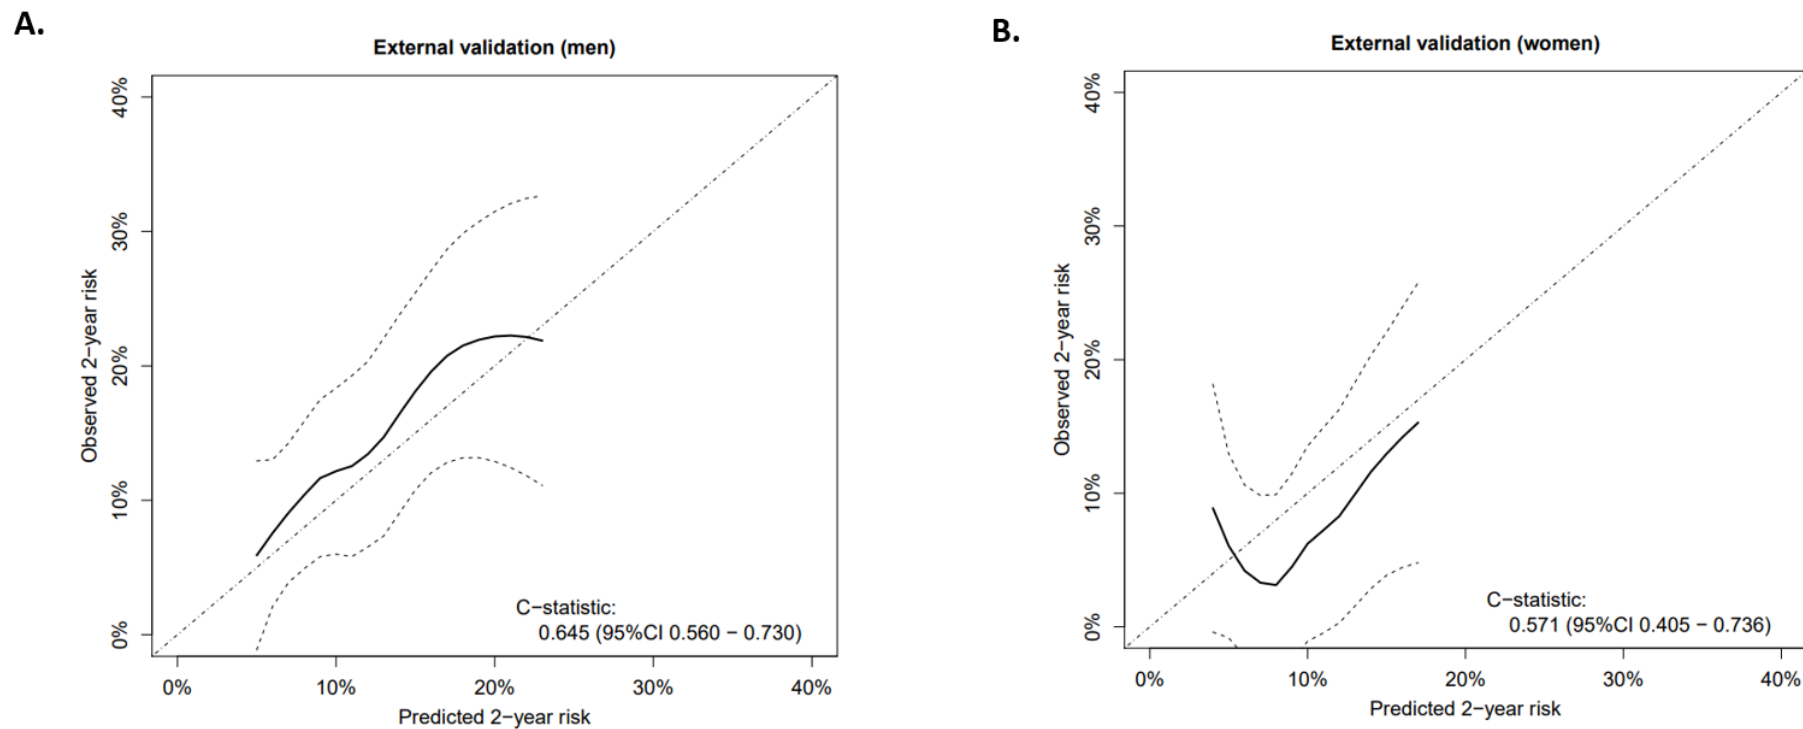 A.
External validation (men)
Observed 2−year risk
40%
30%
20%
10%
0%
C−statistic:
0.645 (95%CI 0.560 − 0.730)
0%
10%
20%
30%
40%
Predicted 2−year risk
B.
External validation (women)
Observed 2−year risk
40%
30%
20%
10%
0%
C−statistic:
0.571 (95%CI 0.405 − 0.736)
0%
10%
20%
30%
40%
Predicted 2−year risk